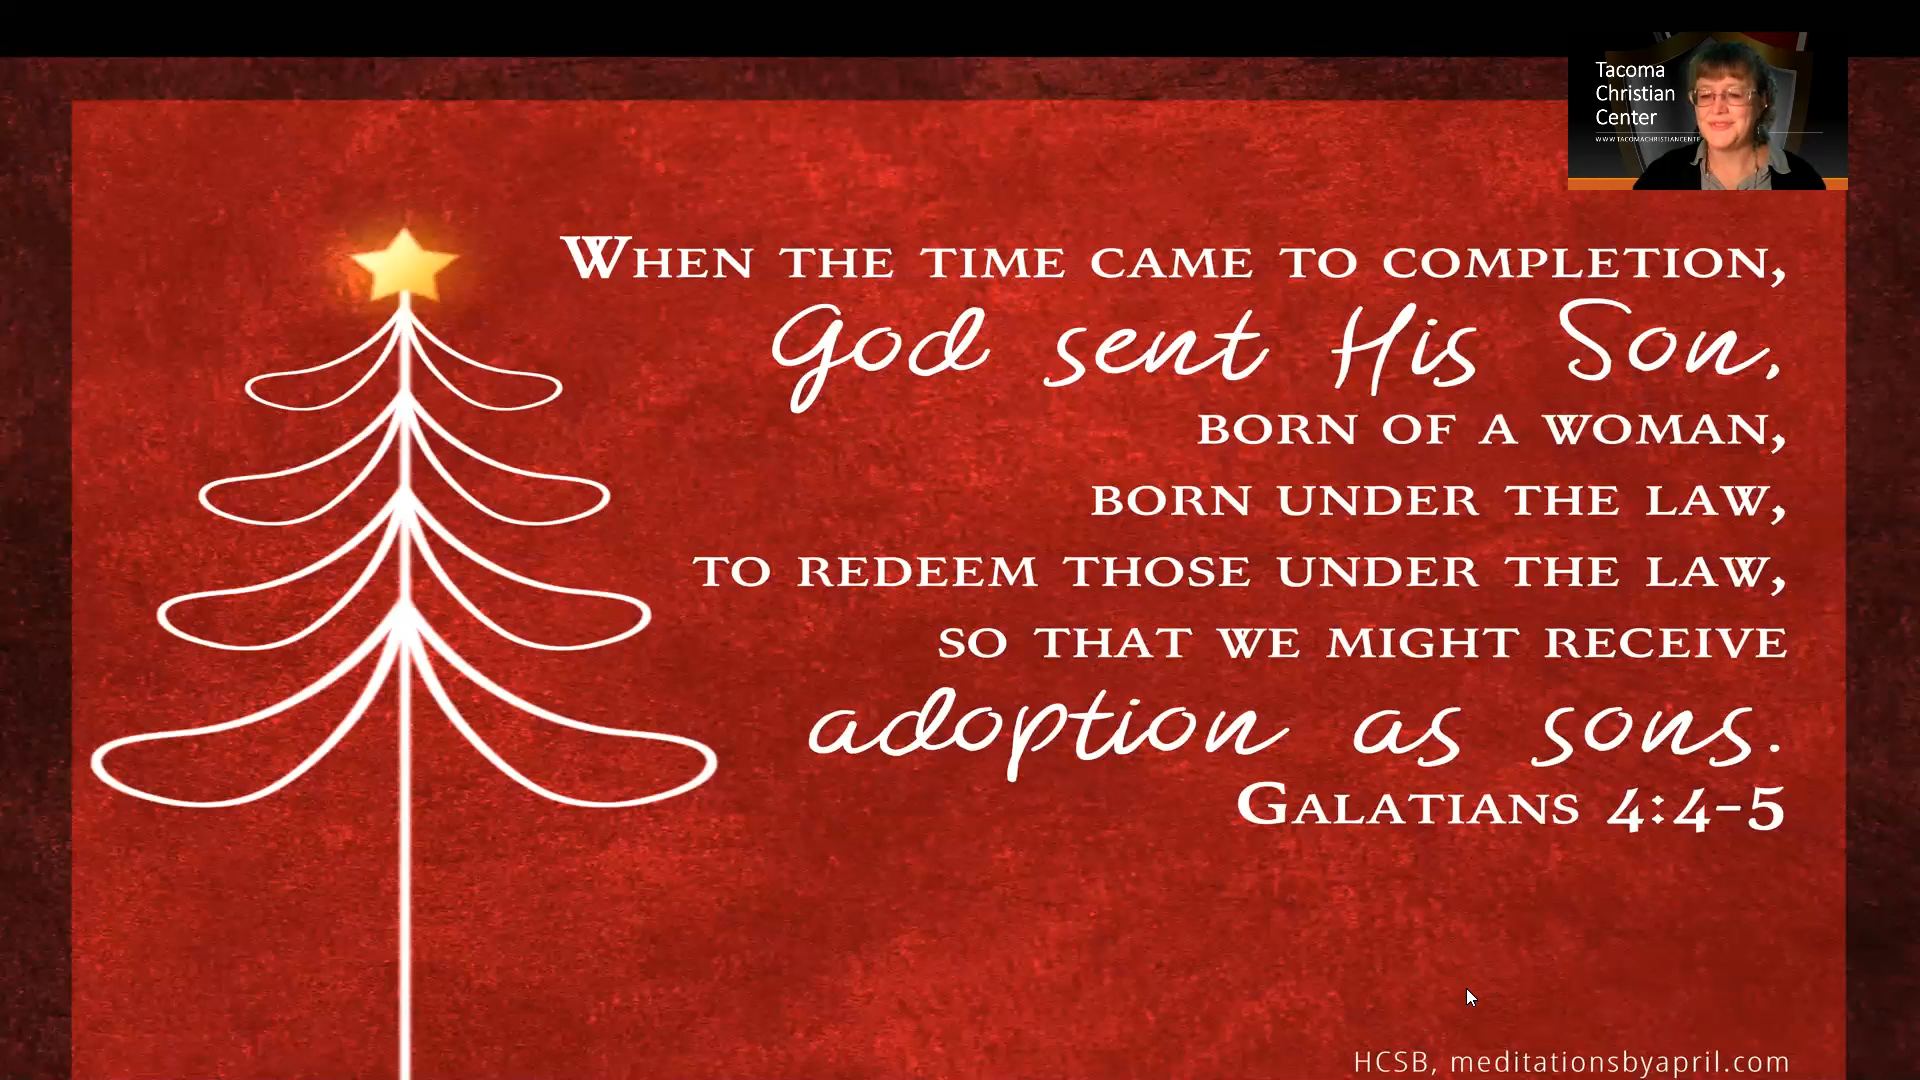 Tacoma
Christian
Center
WHEN THE TIME CAME TO COMPLETION,
God sent His Son,
BORN OF A WOMAN,
BORN UNDER THE LAW,
TO REDEEM THOSE UNDER THE LAW,
SO THAT WE MIGHT RECEIVE
adoption as sons.
GALATIANS 4:4-5
HCSB, meditationsbyapril.com